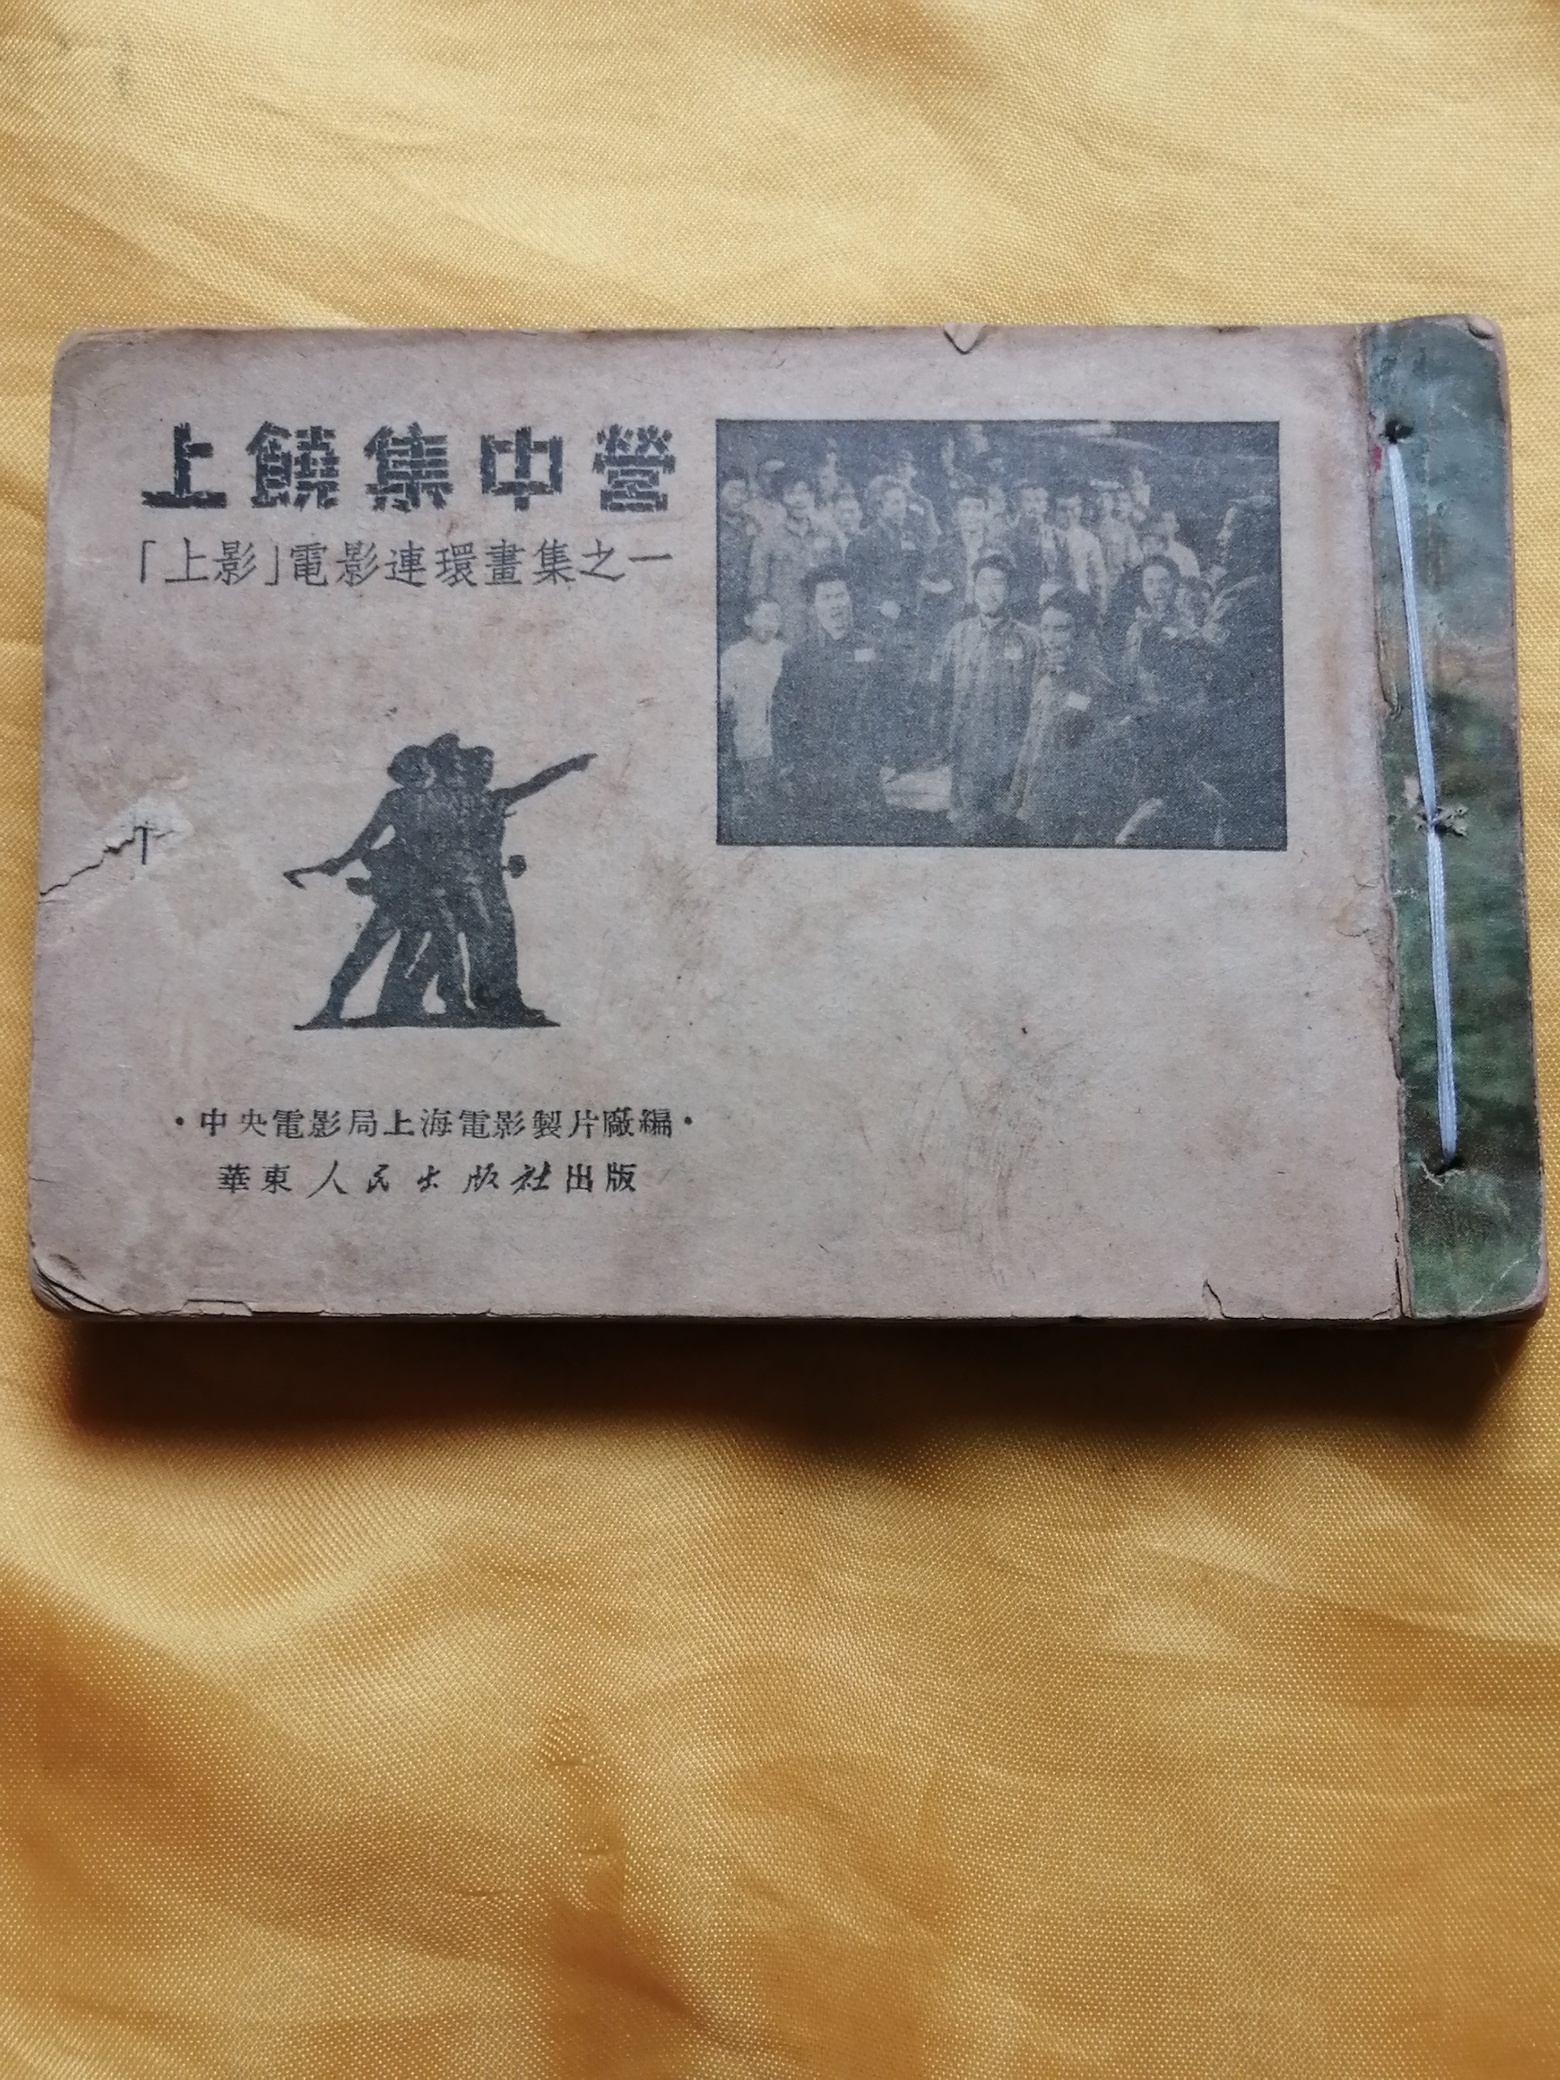 上饒集中營
「上影」電影連環畫集之一
·中央電影局上海電影製片廠編·
華東人民出版社出版